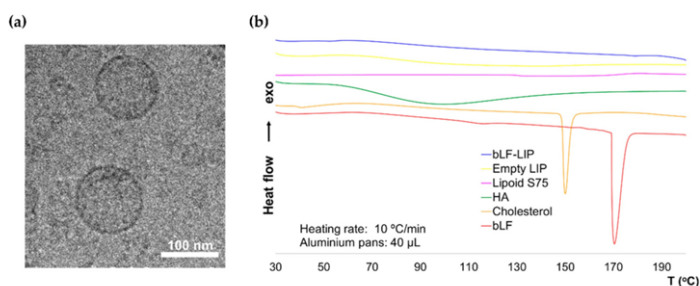 (a)
100 nm
(b)
exo
Heat flow
bLF-LIP
Empty LIP
Lipoid S75
HA
Cholesterol
bLF
Heating rate: 10 ºC/min
Aluminium pans: 40 µL
30 50 70 90 110 130 150 170 190
T (ºC)